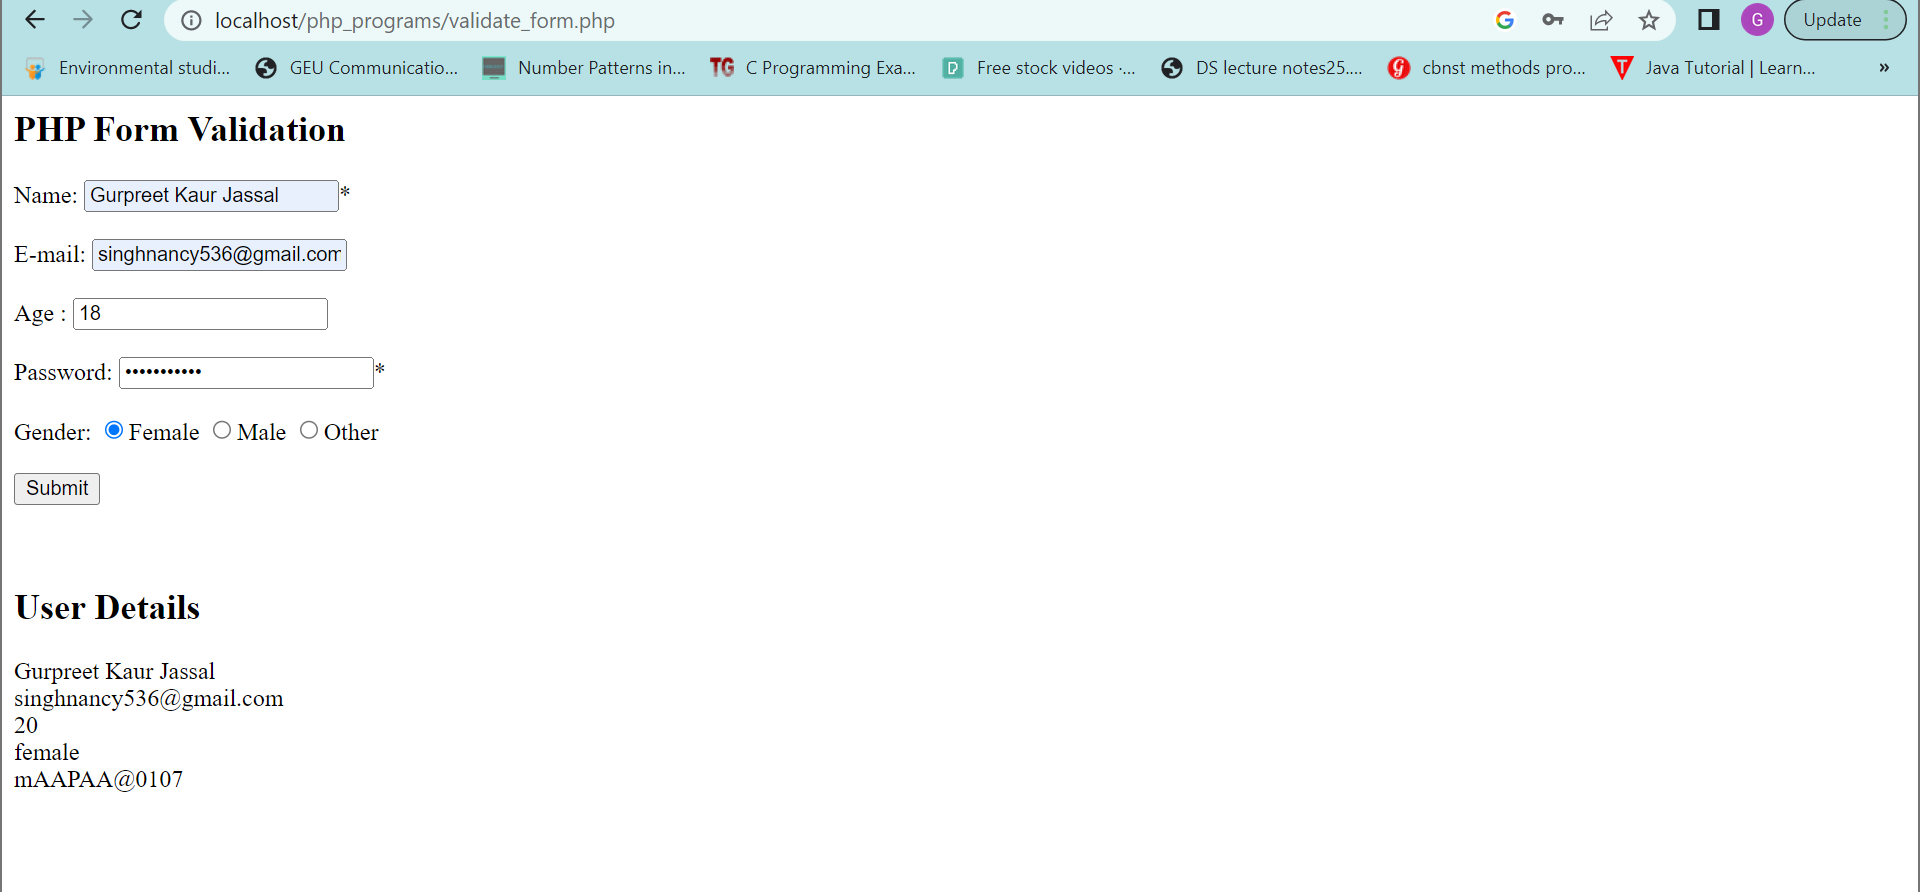 localhost/php_programs/validate_form.php
G
Update
Environmental studi...
GEU Communicatio...
Number Patterns in...
TG C Programming Exa...
Free stock videos ·...
DS lecture notes25....
cbnst methods pro...
Java Tutorial | Learn...
»
PHP Form Validation
Name: Gurpreet Kaur Jassal*
E-mail: singhnancy536@gmail.com
Age : 18
Password: •••••••••••*
Gender: Female Male Other
Submit
User Details
Gurpreet Kaur Jassal
singhnancy536@gmail.com
20
female
mAAPAA@0107